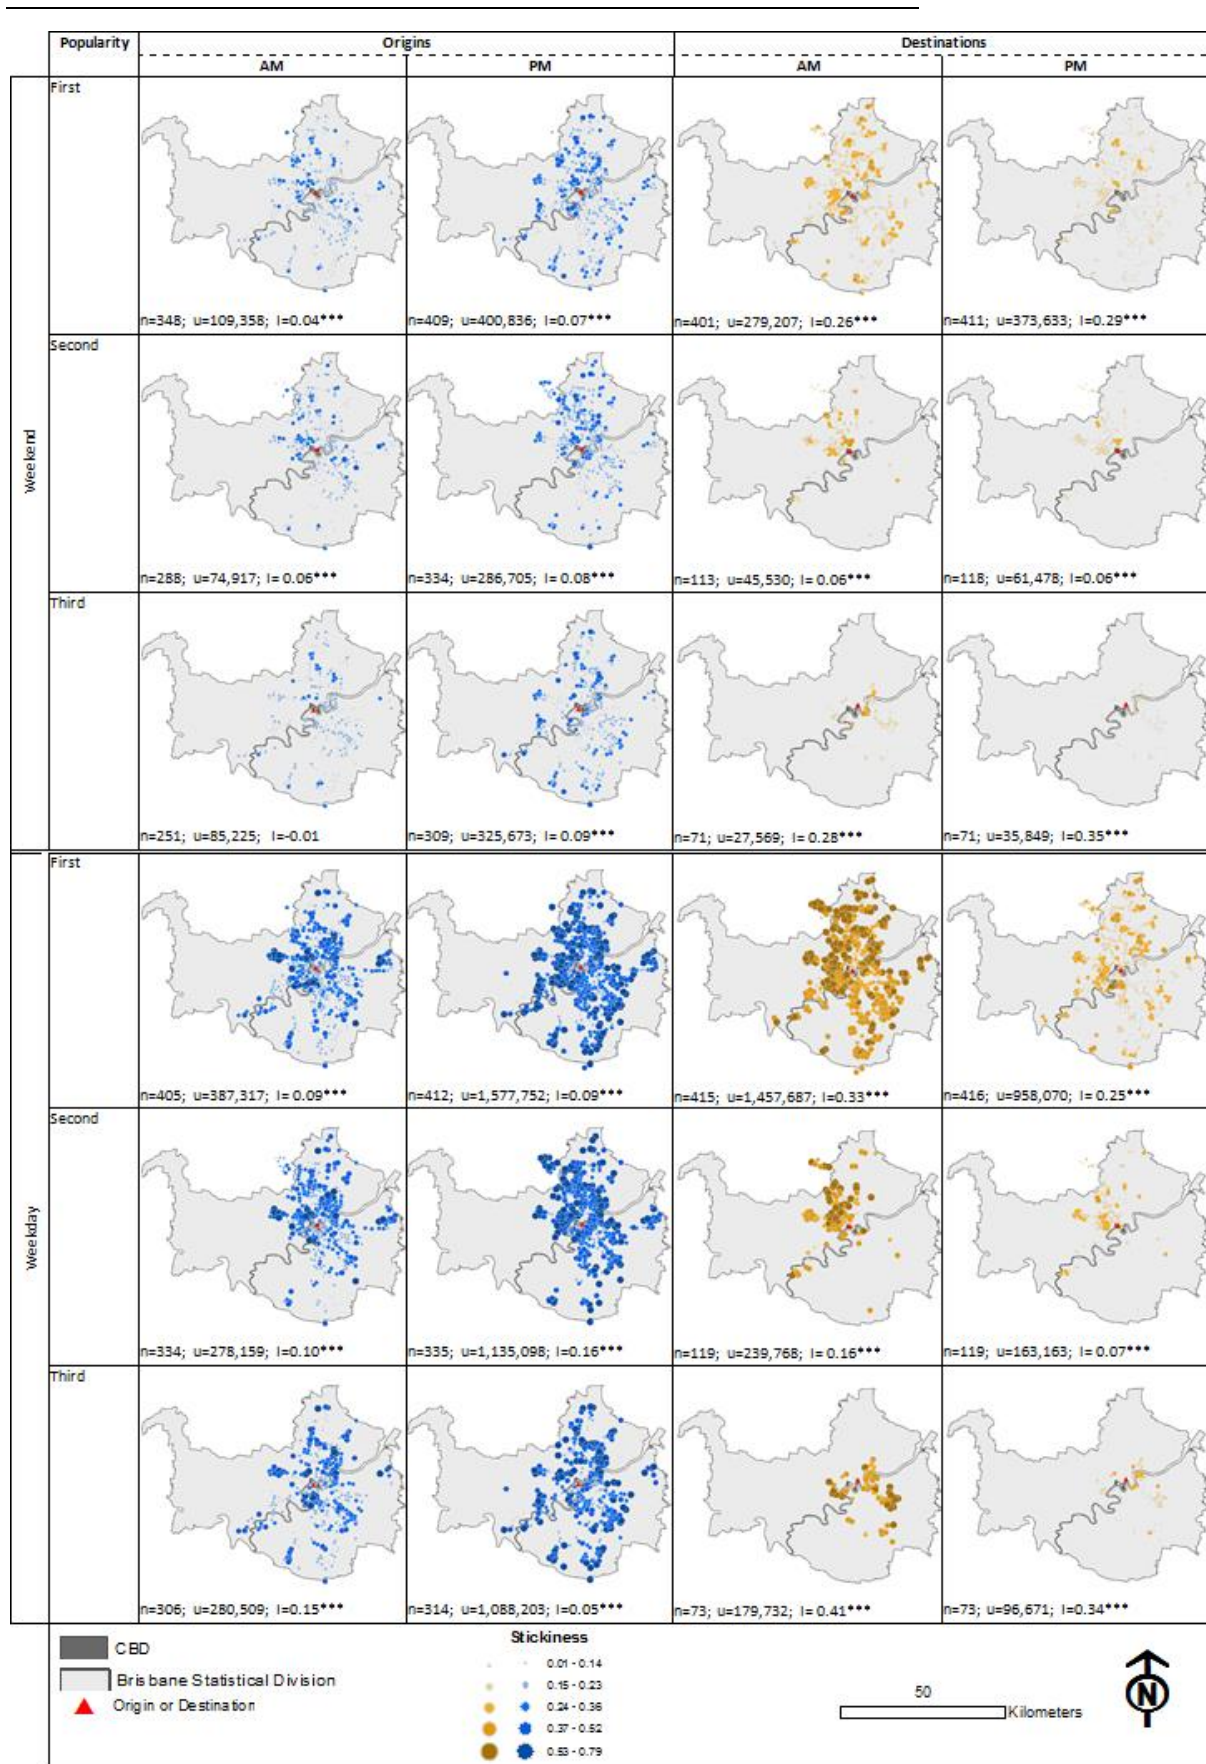 Popularity Origins Destinations
AM PM AM PM
Weekend
First
n=348; u=109,358; I=0.04*** n=409; u=400,836; I=0.07*** n=401; u=279,207; I=0.26*** n=411; u=373,633; I=0.29***
Second
n=288; u=74,917; I= 0.06*** n=334; u=286,705; I= 0.08*** n=113; u=45,530; I= 0.06*** n=118; u=61,478; I=0.06***
Third
n=251; u=85,225; I=-0.01 n=309; u=325,673; I= 0.09*** n=71; u=27,569; I= 0.28*** n=71; u=35,849; I=0.35***
Weekday
First
n=405; u=387,317; I= 0.09*** n=412; u=1,577,752; I=0.09*** n=415; u=1,457,687; I=0.33*** n=416; u=958,070; I= 0.25***
Second
n=334; u=278,159; I=0.10*** n=335; u=1,135,098; I=0.16*** n=119; u=239,768; I= 0.16*** n=119; u=163,163; I= 0.07***
Third
n=306; u=280,509; I=0.15*** n=314; u=1,088,203; I=0.05*** n=73; u=179,732; I= 0.41*** n=73; u=96,671; I=0.34***
CBD
Brisbane Statistical Division
Origin or Destination
Stickiness
0.01 - 0.14
0.15 - 0.23
0.24 - 0.36
0.37 - 0.52
0.53 - 0.79
50
Kilometers
N